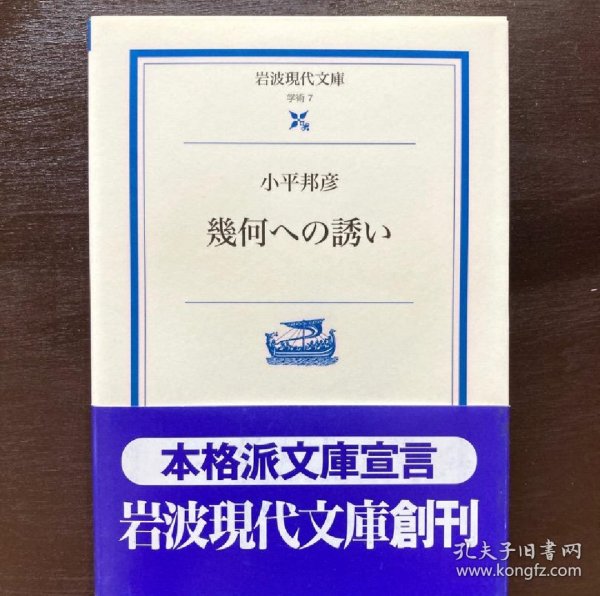 岩波現代文庫
学術 7
小平邦彦
幾何への誘い
本格派文庫宣言
岩波現代文庫創刊
孔夫子旧书网
www.kongfz.com